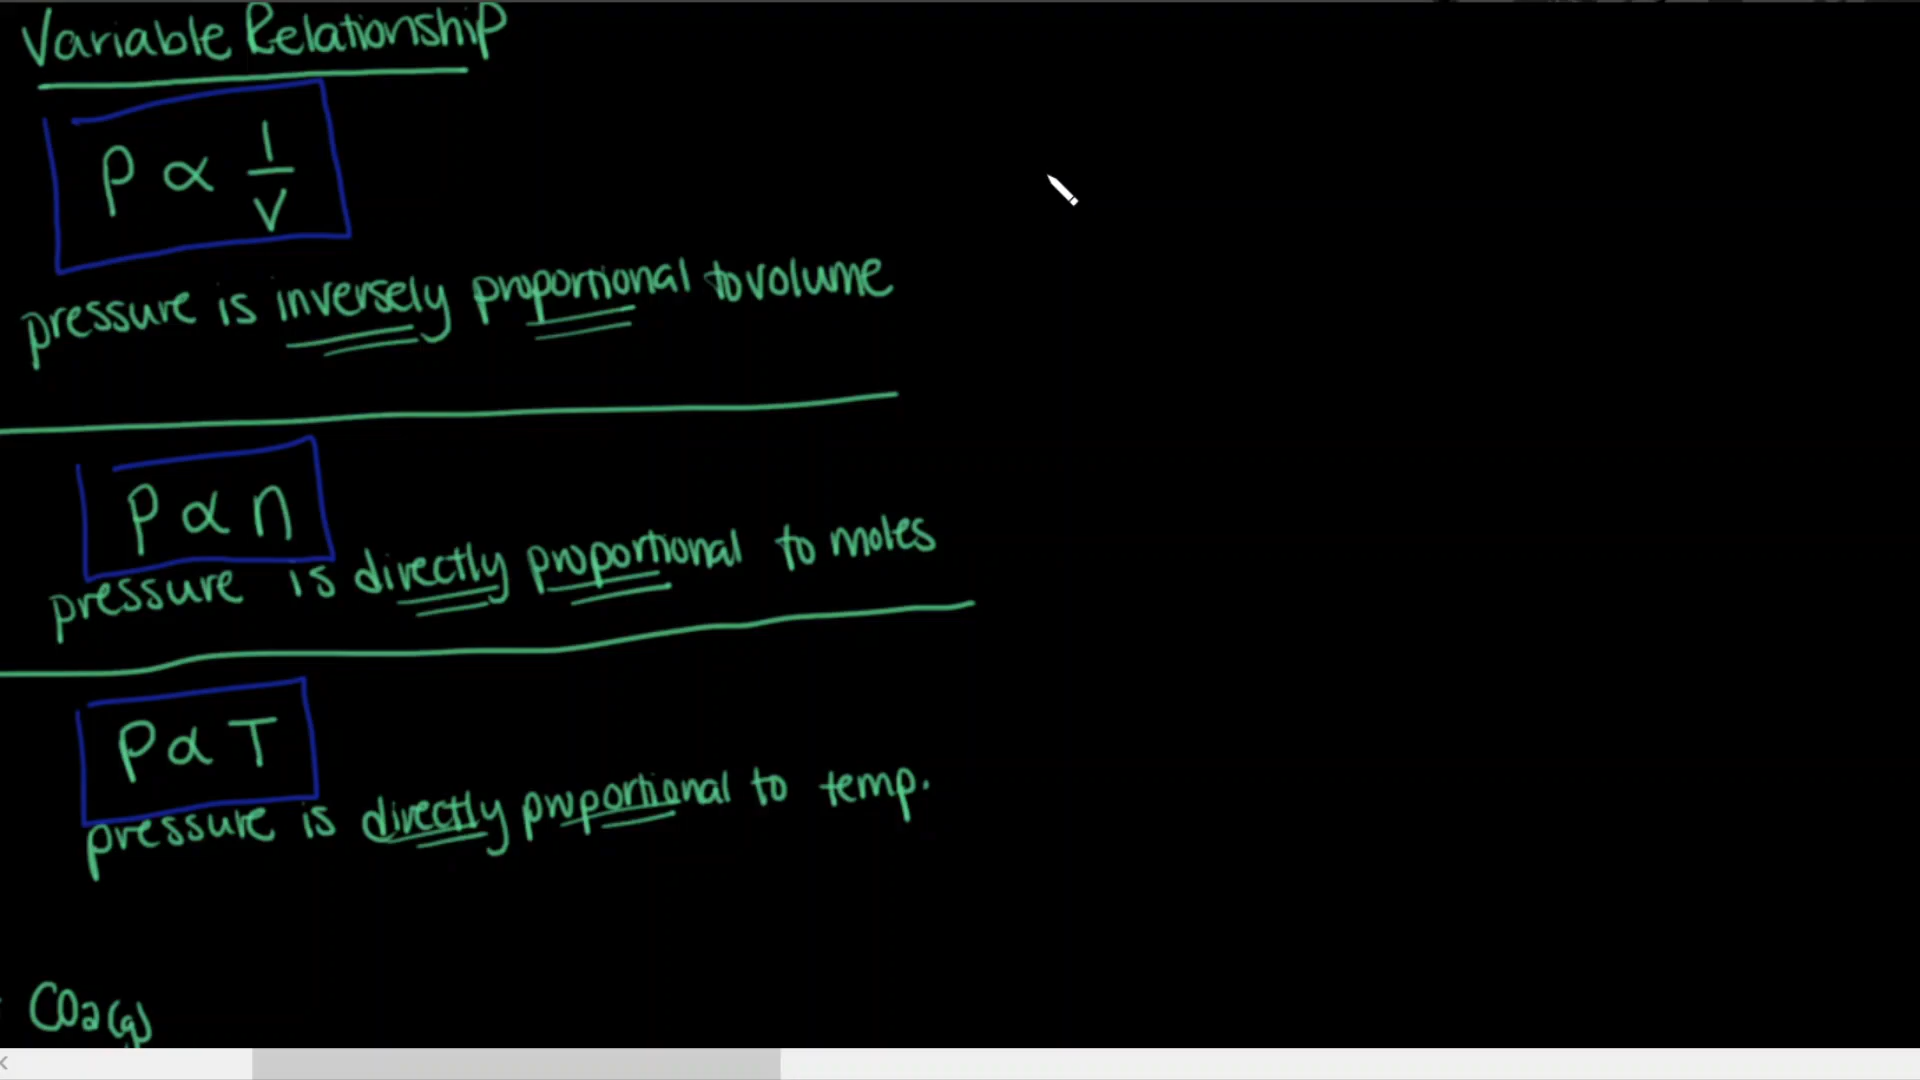 Variable Relationship
P ∝ 1/V
pressure is inversely proportional to volume
P ∝ n
pressure is directly proportional to moles
P ∝ T
pressure is directly proportional to temp.
CO2(g)